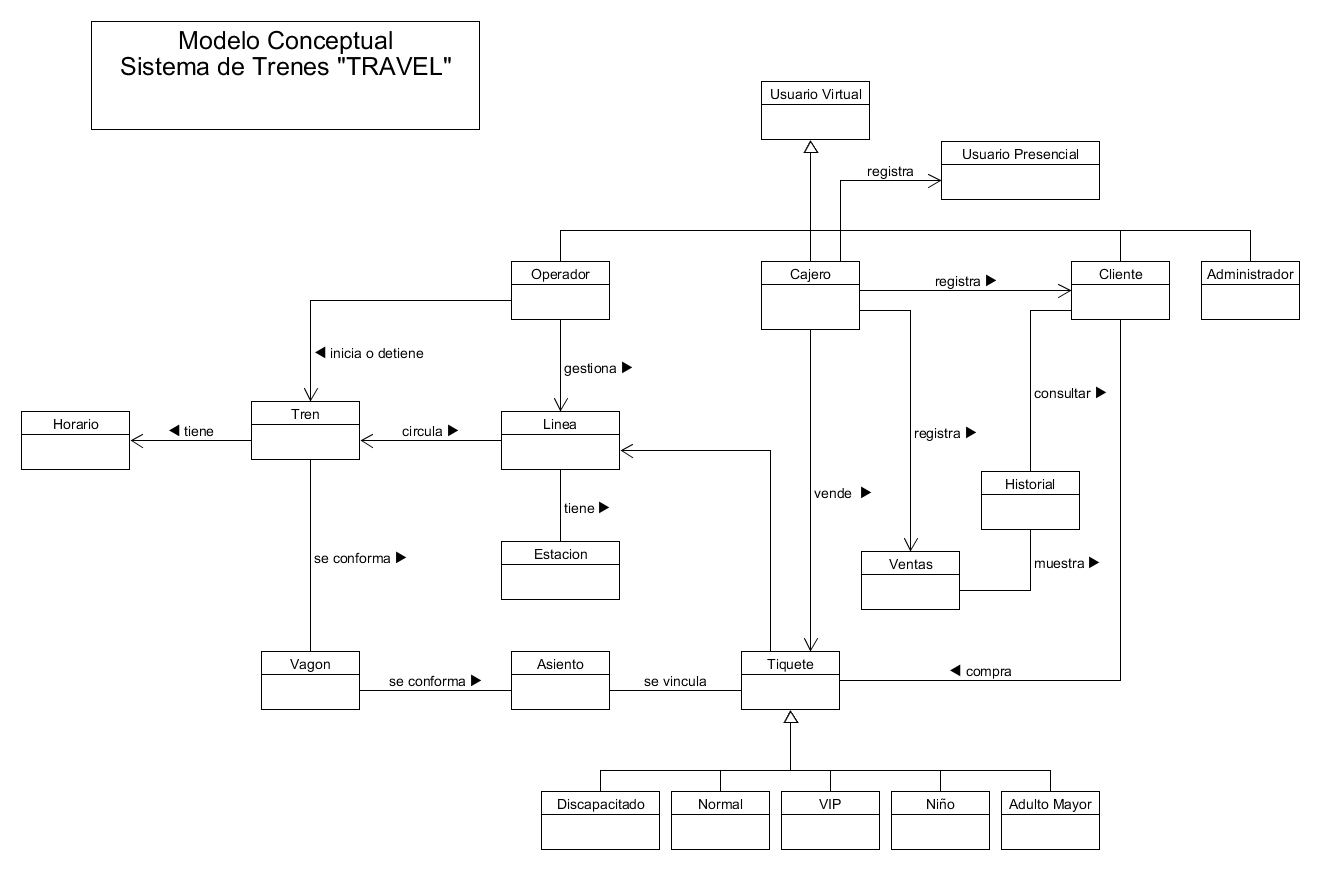 Modelo Conceptual
Sistema de Trenes "TRAVEL"
Usuario Virtual
Usuario Presencial
registra
Operador
Cajero
Cliente
Administrador
registra ▶
◀ inicia o detiene
gestiona ▶
consultar ▶
Horario
◀ tiene
Tren
circula ▶
Linea
registra ▶
Historial
vende ▶
tiene ▶
Estacion
se conforma ▶
Ventas
muestra ▶
Vagon
se conforma ▶
Asiento
se vincula
Tiquete
◀ compra
Discapacitado
Normal
VIP
Niño
Adulto Mayor